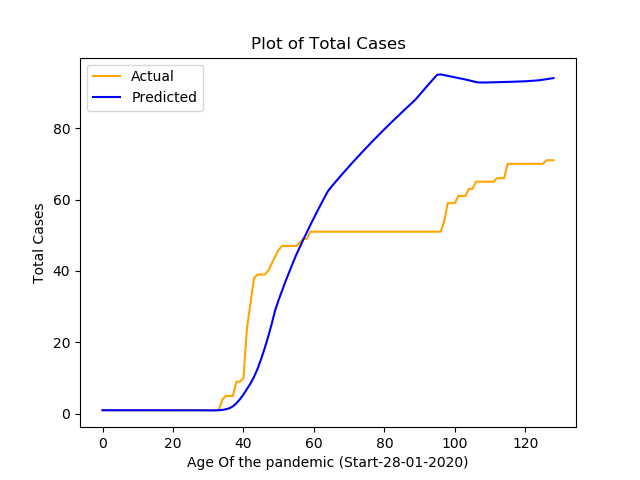 Plot of Total Cases
Actual
Predicted
Total Cases
80
60
40
20
0
0 20 40 60 80 100 120
Age Of the pandemic (Start-28-01-2020)